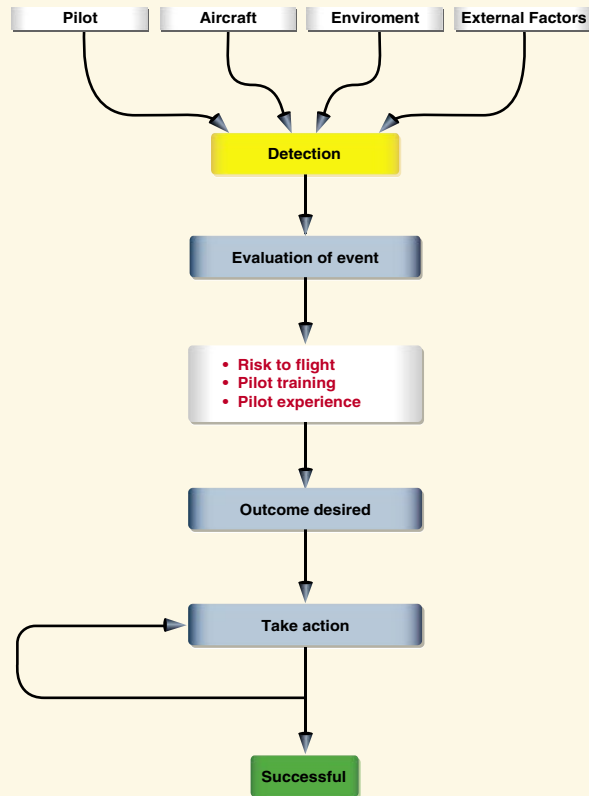 Pilot
Aircraft
Enviroment
External Factors
Detection
Evaluation of event
• Risk to flight
• Pilot training
• Pilot experience
Outcome desired
Take action
Successful